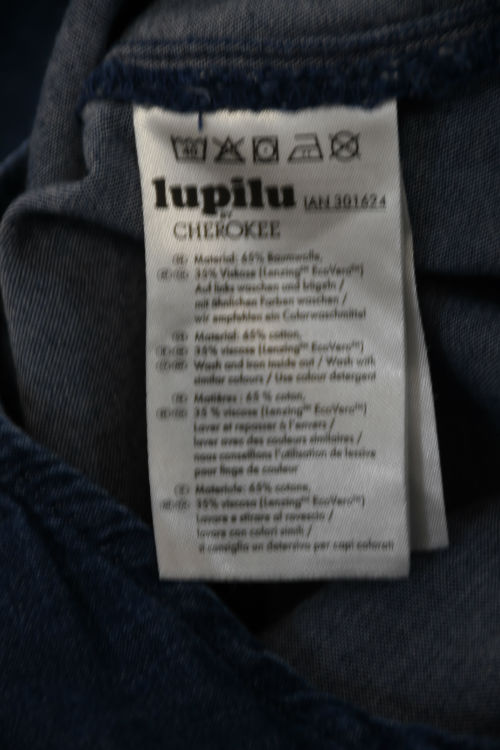 40
lupilu IAN 301624
BY
CHEROKEE
Material: 65% Baumwolle,
35% Viskose (Lenzing™ EcoVero™)
Auf links waschen und bügeln /
mit ähnlichen Farben waschen /
wir empfehlen ein Colorwaschmittel
Material: 65% cotton,
35% viscose (Lenzing™ EcoVero™)
Wash and iron inside out / Wash with
similar colours / Use colour detergent
Matières: 65 % coton,
35 % viscose (Lenzing™ EcoVero™)
Laver et repasser à l'envers /
laver avec des couleurs similaires /
nous conseillons l'utilisation de lessive
pour linge de couleur
Materiale: 65% cotone,
35% viscosa (Lenzing™ EcoVero™)
Lavare e stirare al rovescio /
lavare con colori simili /
si consiglia un detersivo per capi colorati